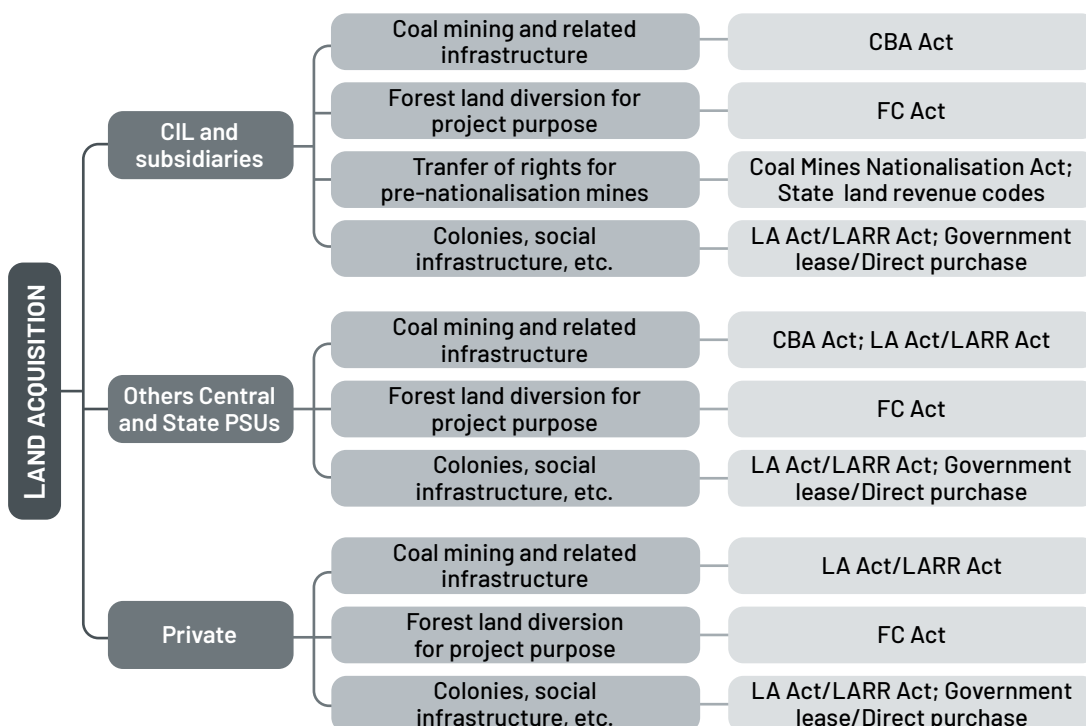 LAND ACQUISITION
CIL and
subsidiaries
Coal mining and related
infrastructure
CBA Act
Forest land diversion for
project purpose
FC Act
Tranfer of rights for
pre-nationalisation mines
Coal Mines Nationalisation Act;
State land revenue codes
Colonies, social
infrastructure, etc.
LA Act/LARR Act; Government
lease/Direct purchase
Others Central
and State PSUs
Coal mining and related
infrastructure
CBA Act; LA Act/LARR Act
Forest land diversion for
project purpose
FC Act
Colonies, social
infrastructure, etc.
LA Act/LARR Act; Government
lease/Direct purchase
Private
Coal mining and related
infrastructure
LA Act/LARR Act
Forest land diversion
for project purpose
FC Act
Colonies, social
infrastructure, etc.
LA Act/LARR Act; Government
lease/Direct purchase